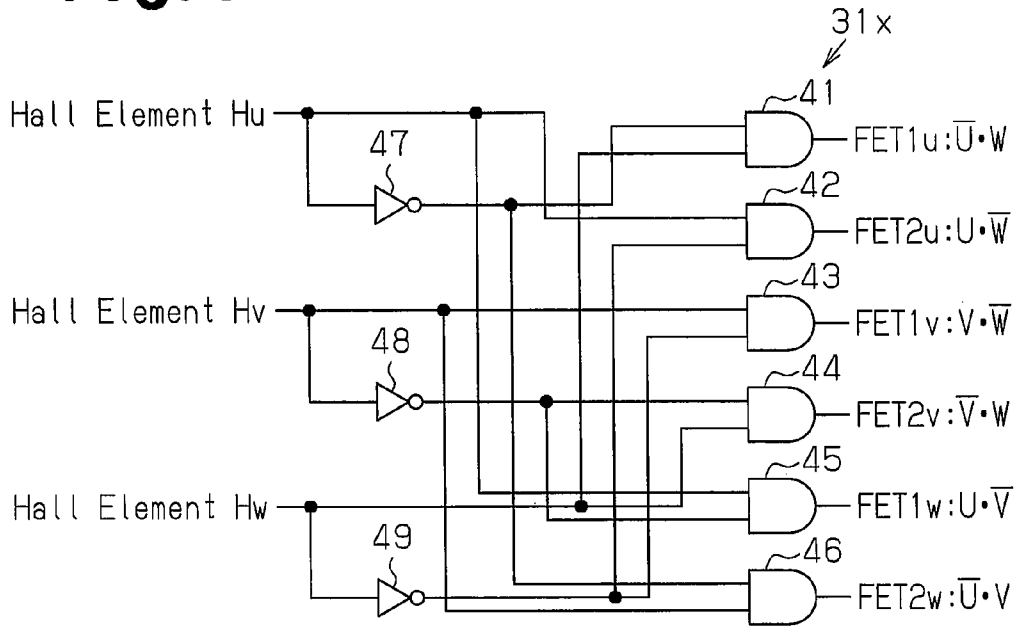 31x
Hall Element Hu
47
41
FET1u:U̅·W
42
FET2u:U·W̅
Hall Element Hv
48
43
FET1v:V·W̅
44
FET2v:V̅·W
Hall Element Hw
49
45
FET1w:U·V̅
46
FET2w:U̅·V